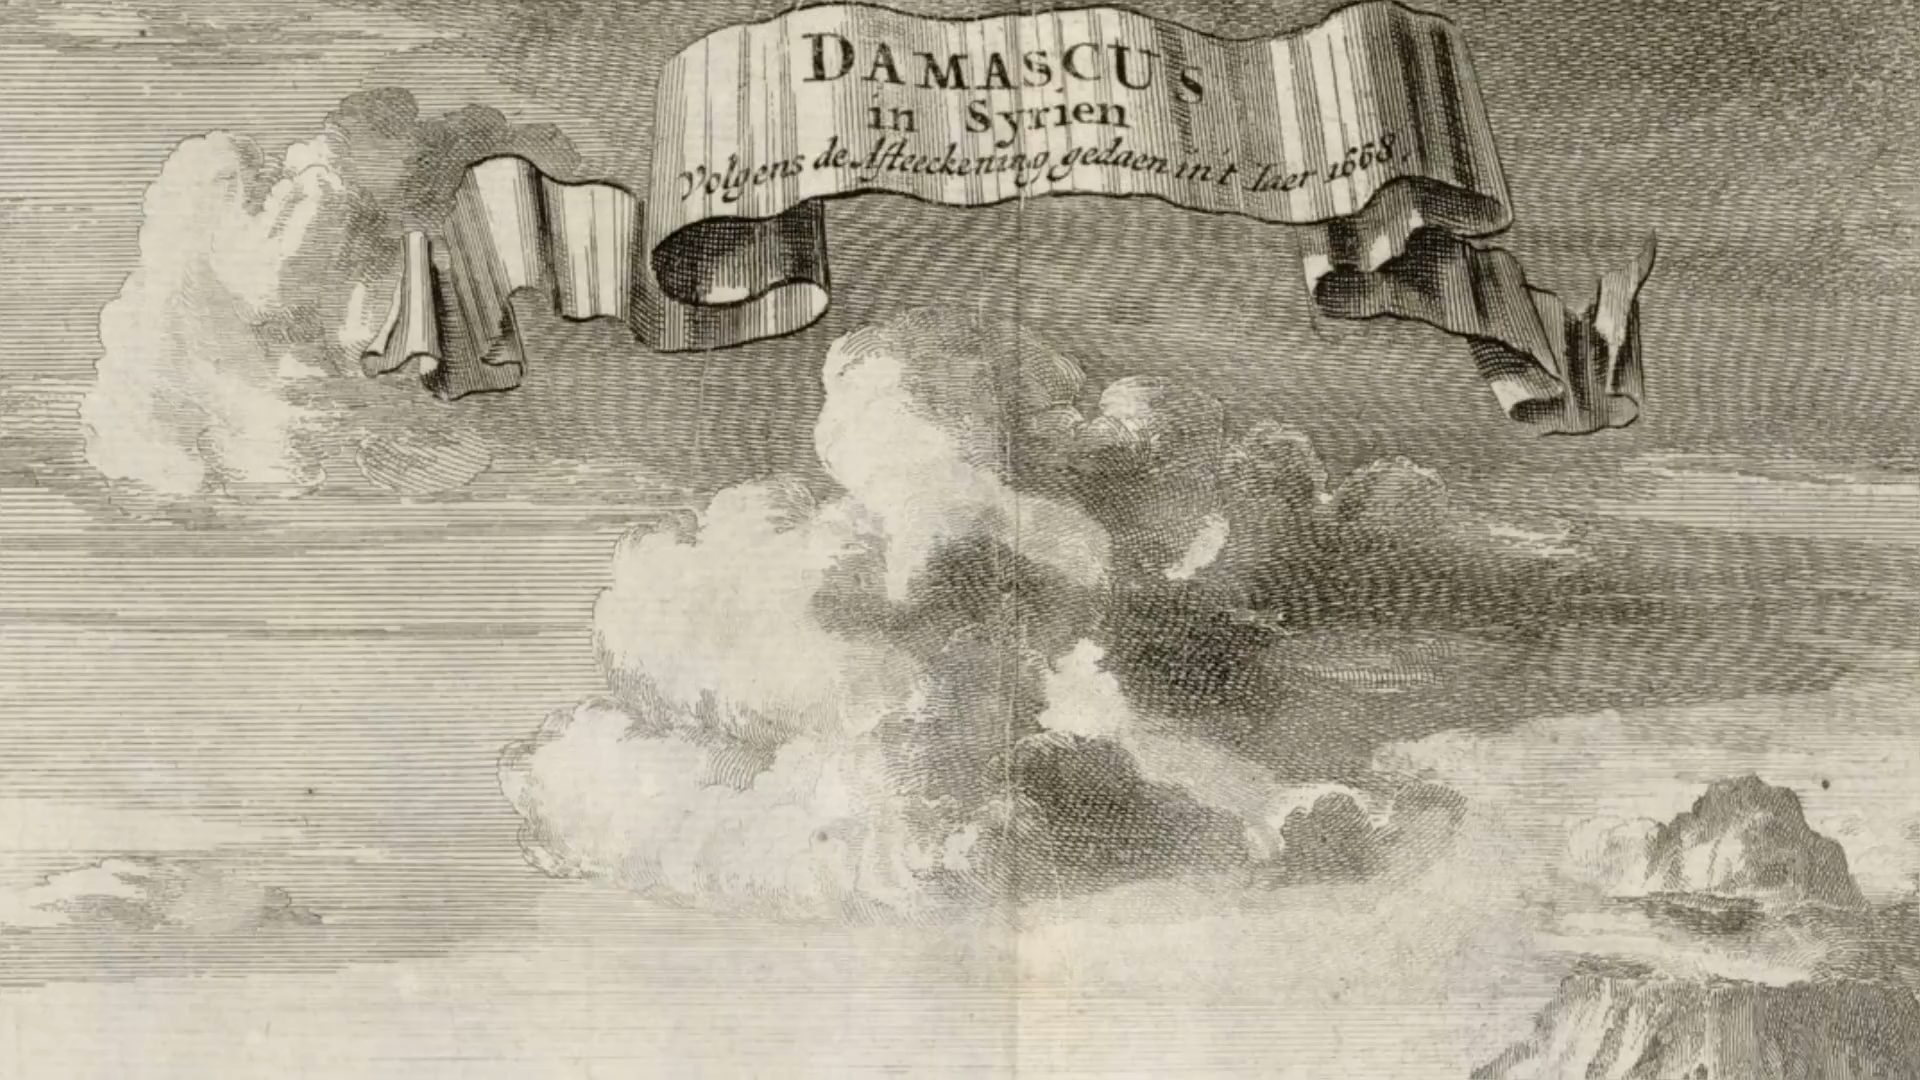 DAMASCUS
in Syrien
Volgens de Afteeckening gedaen in't Iaer 1668.